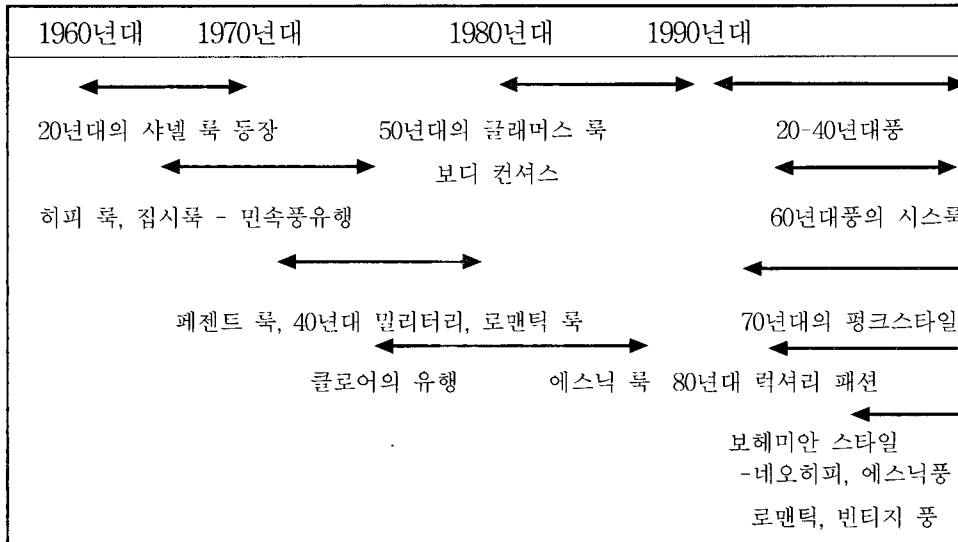 1960년대 1970년대 1980년대 1990년대
20년대의 샤넬 룩 등장 50년대의 글래머스 룩 20-40년대풍
보디 컨셔스
히피 룩, 집시룩 - 민속풍유행 60년대풍의 시스룩
페젠트 룩, 40년대 밀리터리, 로맨틱 룩 70년대의 펑크스타일
클로어의 유행 에스닉 룩 80년대 럭셔리 패션
보헤미안 스타일
-네오히피, 에스닉풍
로맨틱, 빈티지 풍